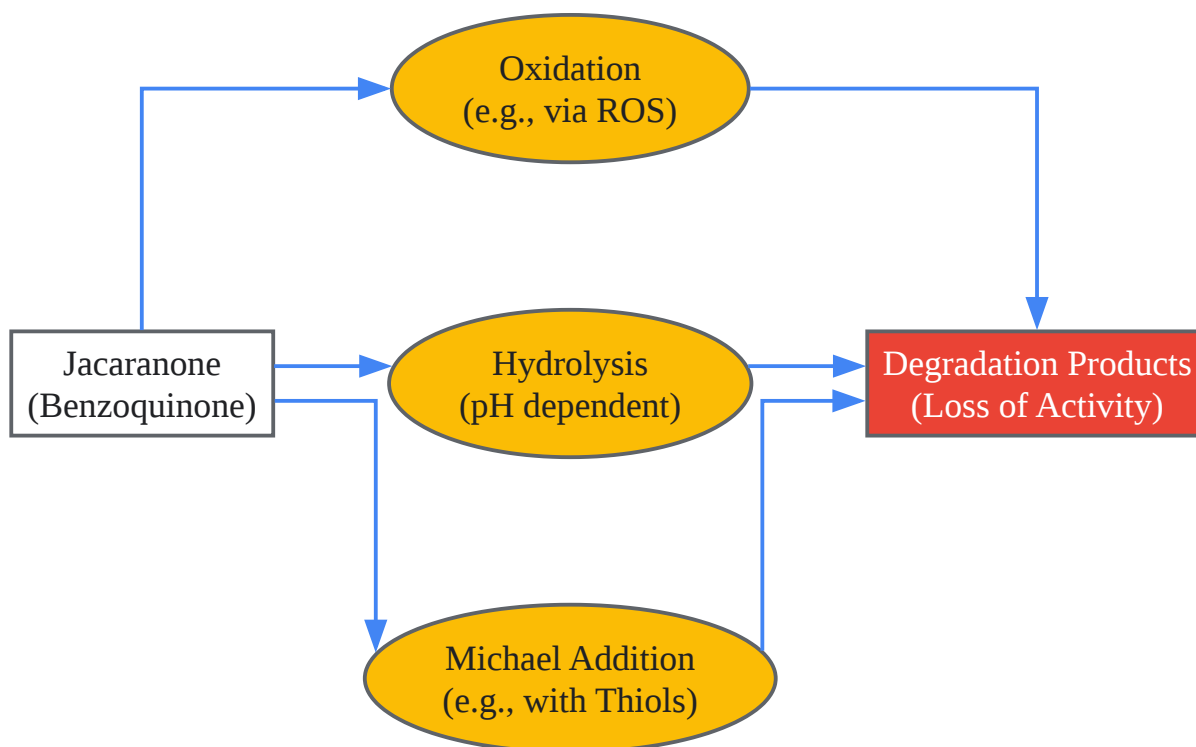 Oxidation
(e.g., via ROS)
Jacaranone
(Benzoquinone)
Hydrolysis
(pH dependent)
Degradation Products
(Loss of Activity)
Michael Addition
(e.g., with Thiols)